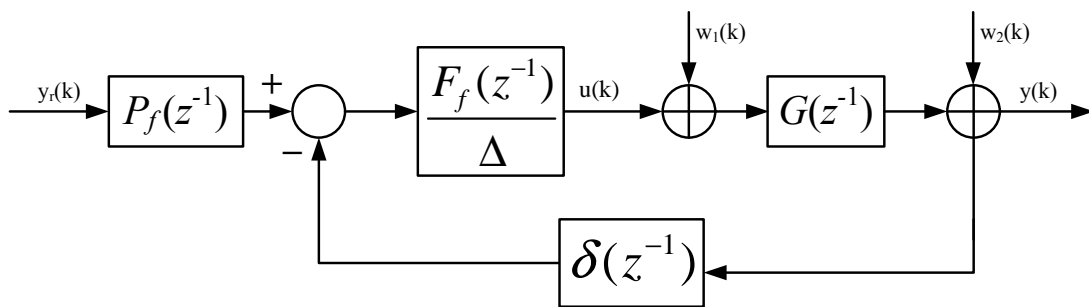 w₁(k)
w₂(k)
y_r(k)
P_f(z⁻¹)
+
−
F_f(z⁻¹)
Δ
u(k)
G(z⁻¹)
y(k)
δ(z⁻¹)